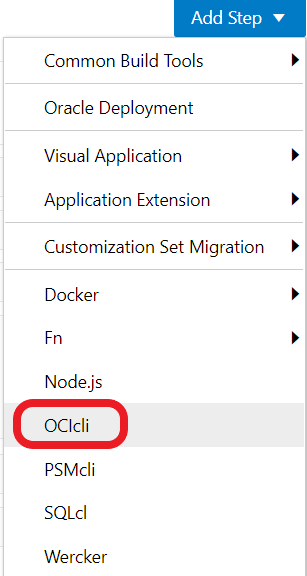 Add Step
Common Build Tools
Oracle Deployment
Visual Application
Application Extension
Customization Set Migration
Docker
Fn
Node.js
OCIcli
PSMcli
SQLcl
Wercker